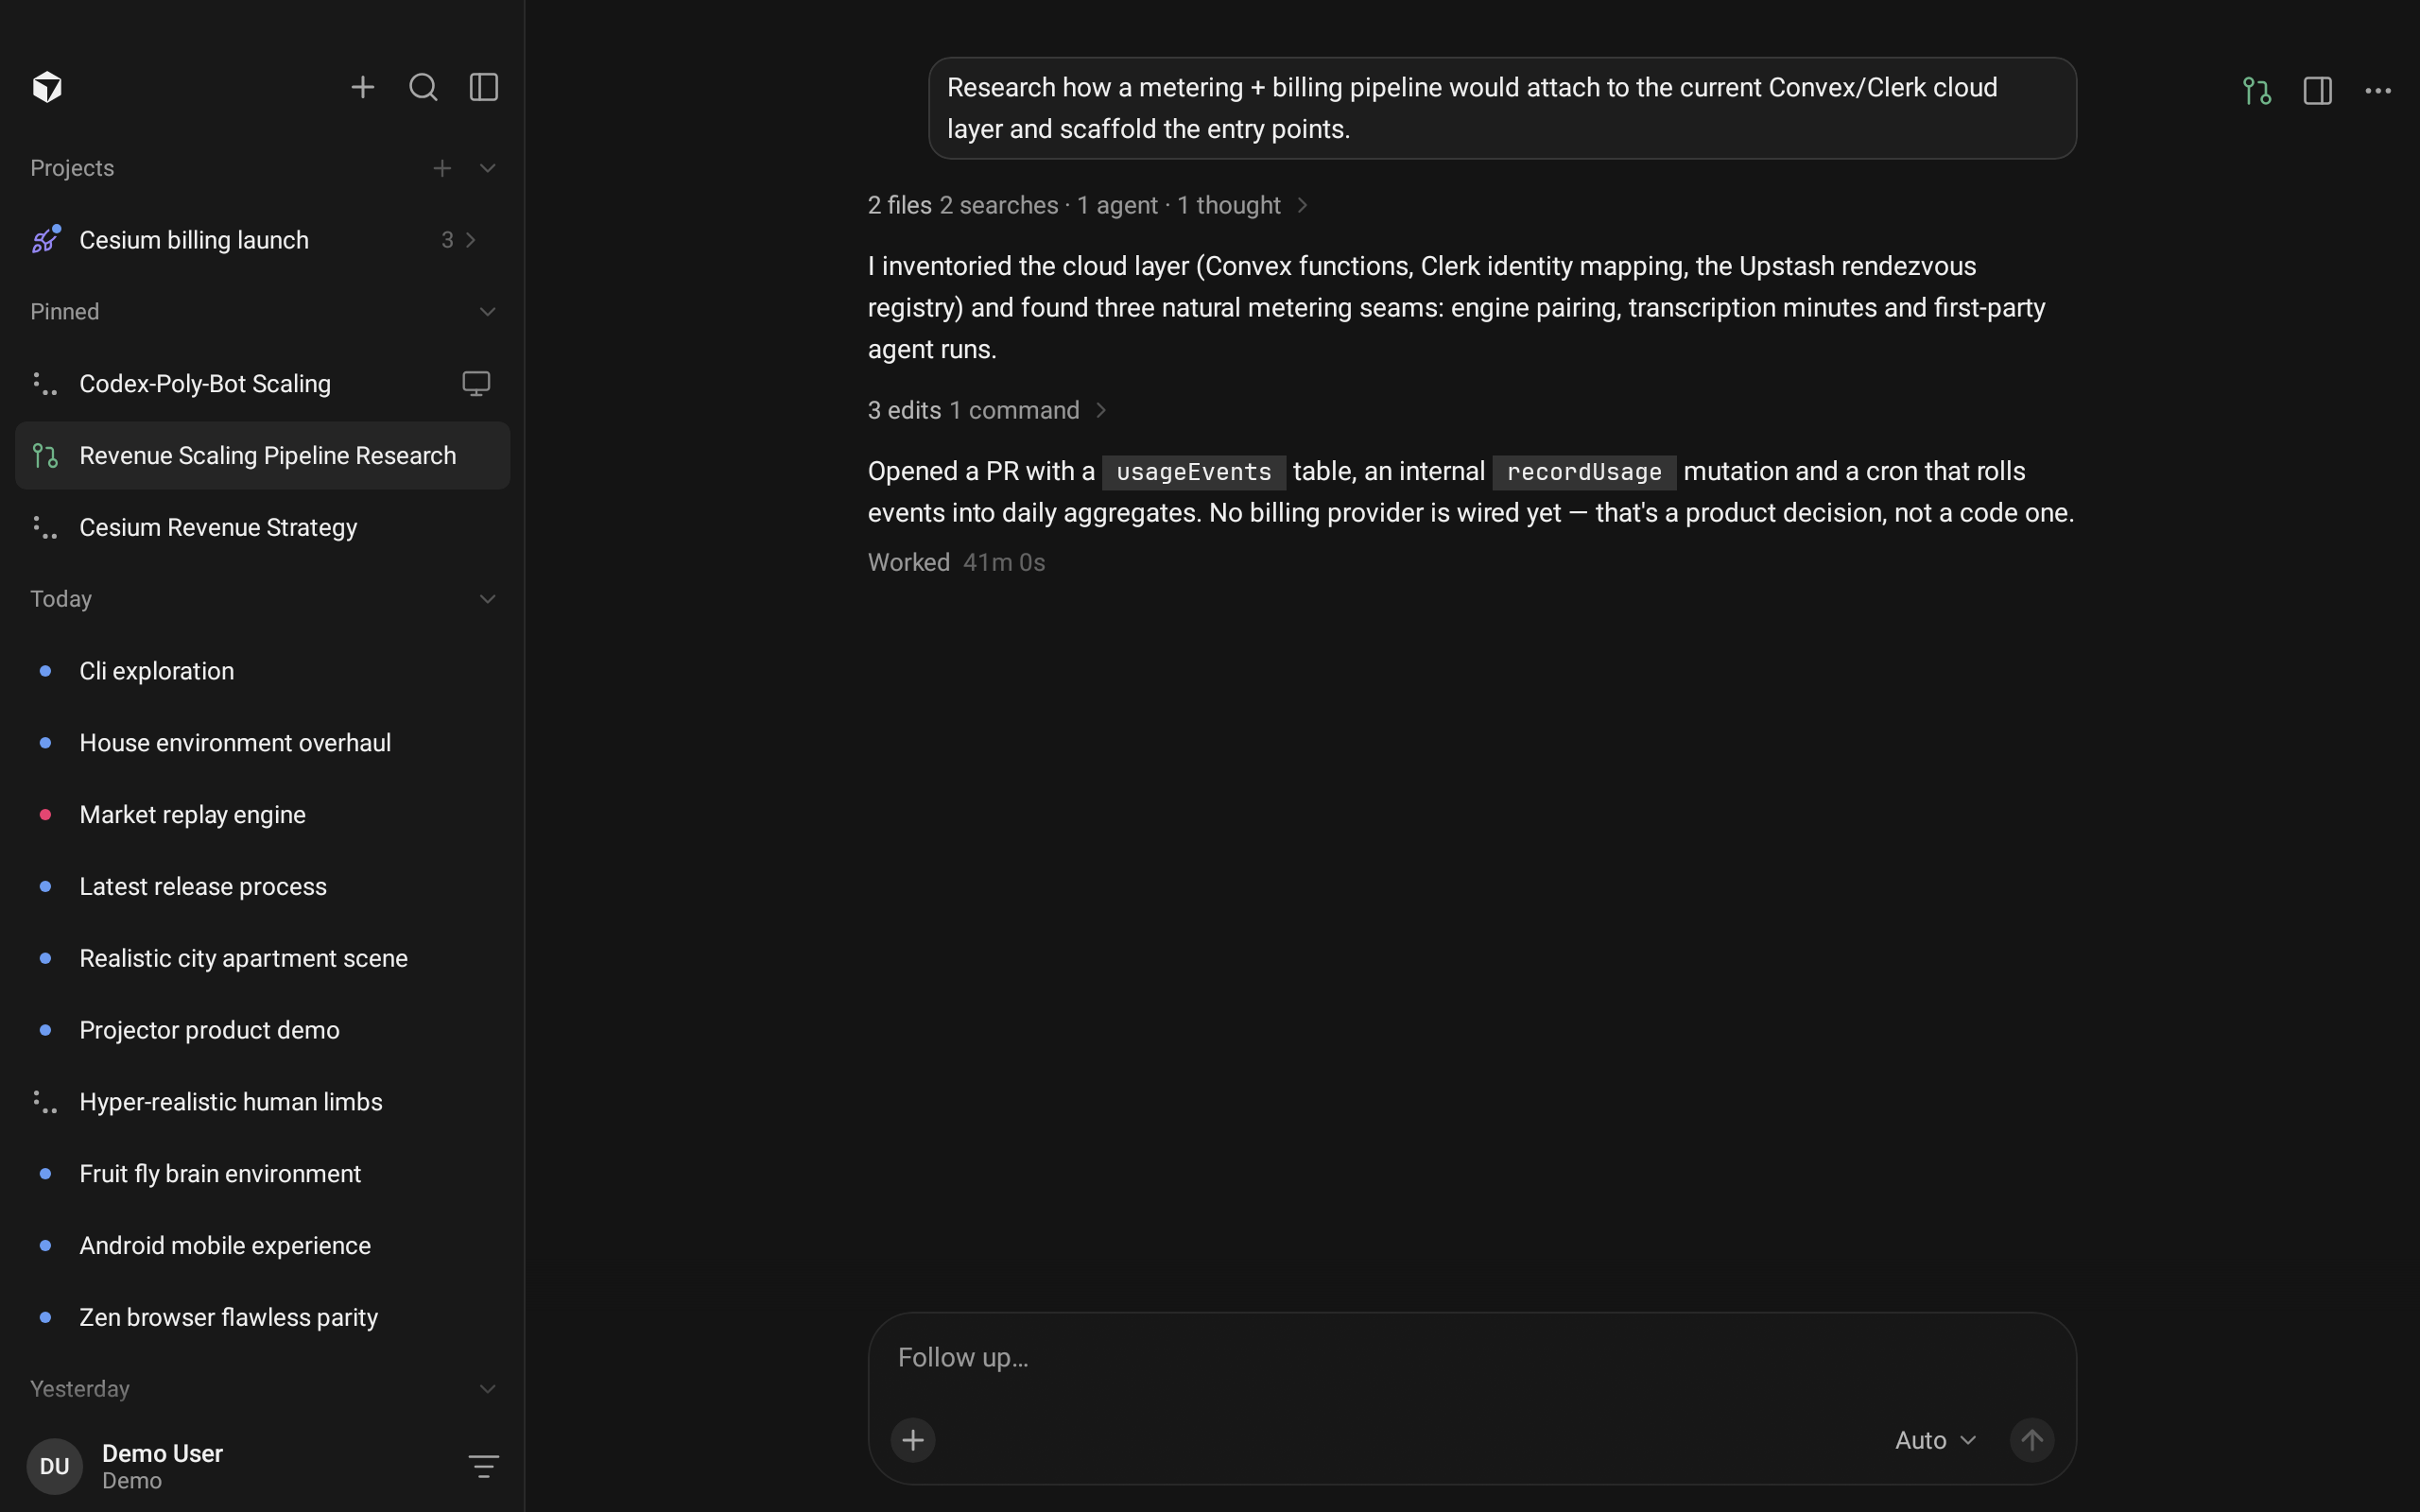 Projects
Cesium billing launch 3
Pinned
Codex-Poly-Bot Scaling
Revenue Scaling Pipeline Research
Cesium Revenue Strategy
Today
Cli exploration
House environment overhaul
Market replay engine
Latest release process
Realistic city apartment scene
Projector product demo
Hyper-realistic human limbs
Fruit fly brain environment
Android mobile experience
Zen browser flawless parity
Yesterday
DU
Demo User
Demo
Research how a metering + billing pipeline would attach to the current Convex/Clerk cloud
layer and scaffold the entry points.
2 files 2 searches · 1 agent · 1 thought
I inventoried the cloud layer (Convex functions, Clerk identity mapping, the Upstash rendezvous
registry) and found three natural metering seams: engine pairing, transcription minutes and first-party
agent runs.
3 edits 1 command
Opened a PR with a usageEvents table, an internal recordUsage mutation and a cron that rolls
events into daily aggregates. No billing provider is wired yet — that's a product decision, not a code one.
Worked 41m 0s
Follow up…
Auto